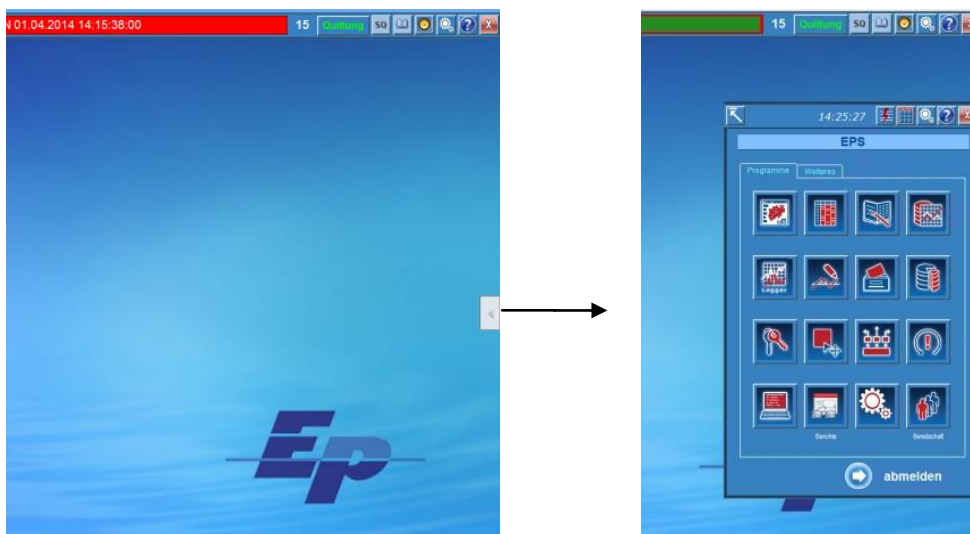 N 01.04.2014 14:15:38:00
15
Quittung
SQ
Ep
15
Quittung
SQ
14:25:27
EPS
Programme
Weiteres
Logger
Berichte
Bereitschaft
abmelden